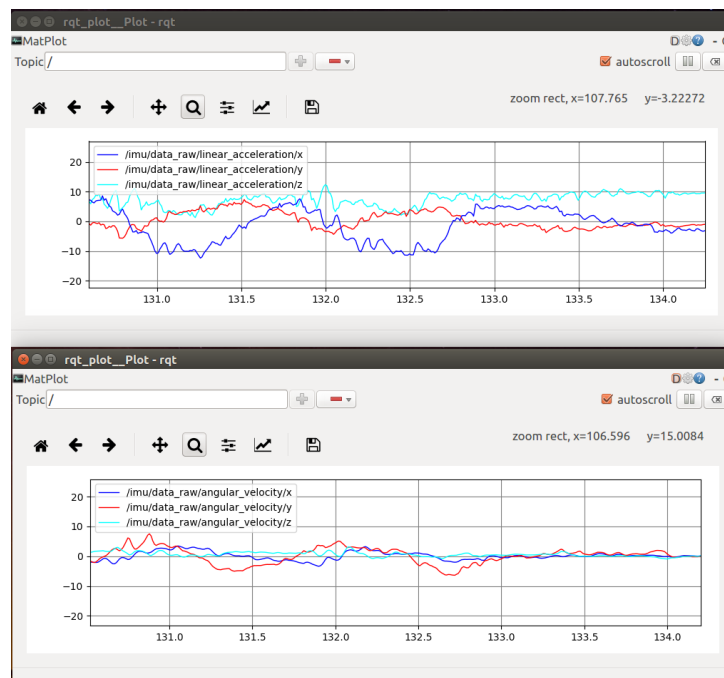 rqt_plot__Plot - rqt
MatPlot
D
Topic /
autoscroll
zoom rect, x=107.765 y=-3.22272
/imu/data_raw/linear_acceleration/x
/imu/data_raw/linear_acceleration/y
/imu/data_raw/linear_acceleration/z
20
10
0
−10
−20
131.0 131.5 132.0 132.5 133.0 133.5 134.0
rqt_plot__Plot - rqt
MatPlot
D
Topic /
autoscroll
zoom rect, x=106.596 y=15.0084
/imu/data_raw/angular_velocity/x
/imu/data_raw/angular_velocity/y
/imu/data_raw/angular_velocity/z
20
10
0
−10
−20
131.0 131.5 132.0 132.5 133.0 133.5 134.0